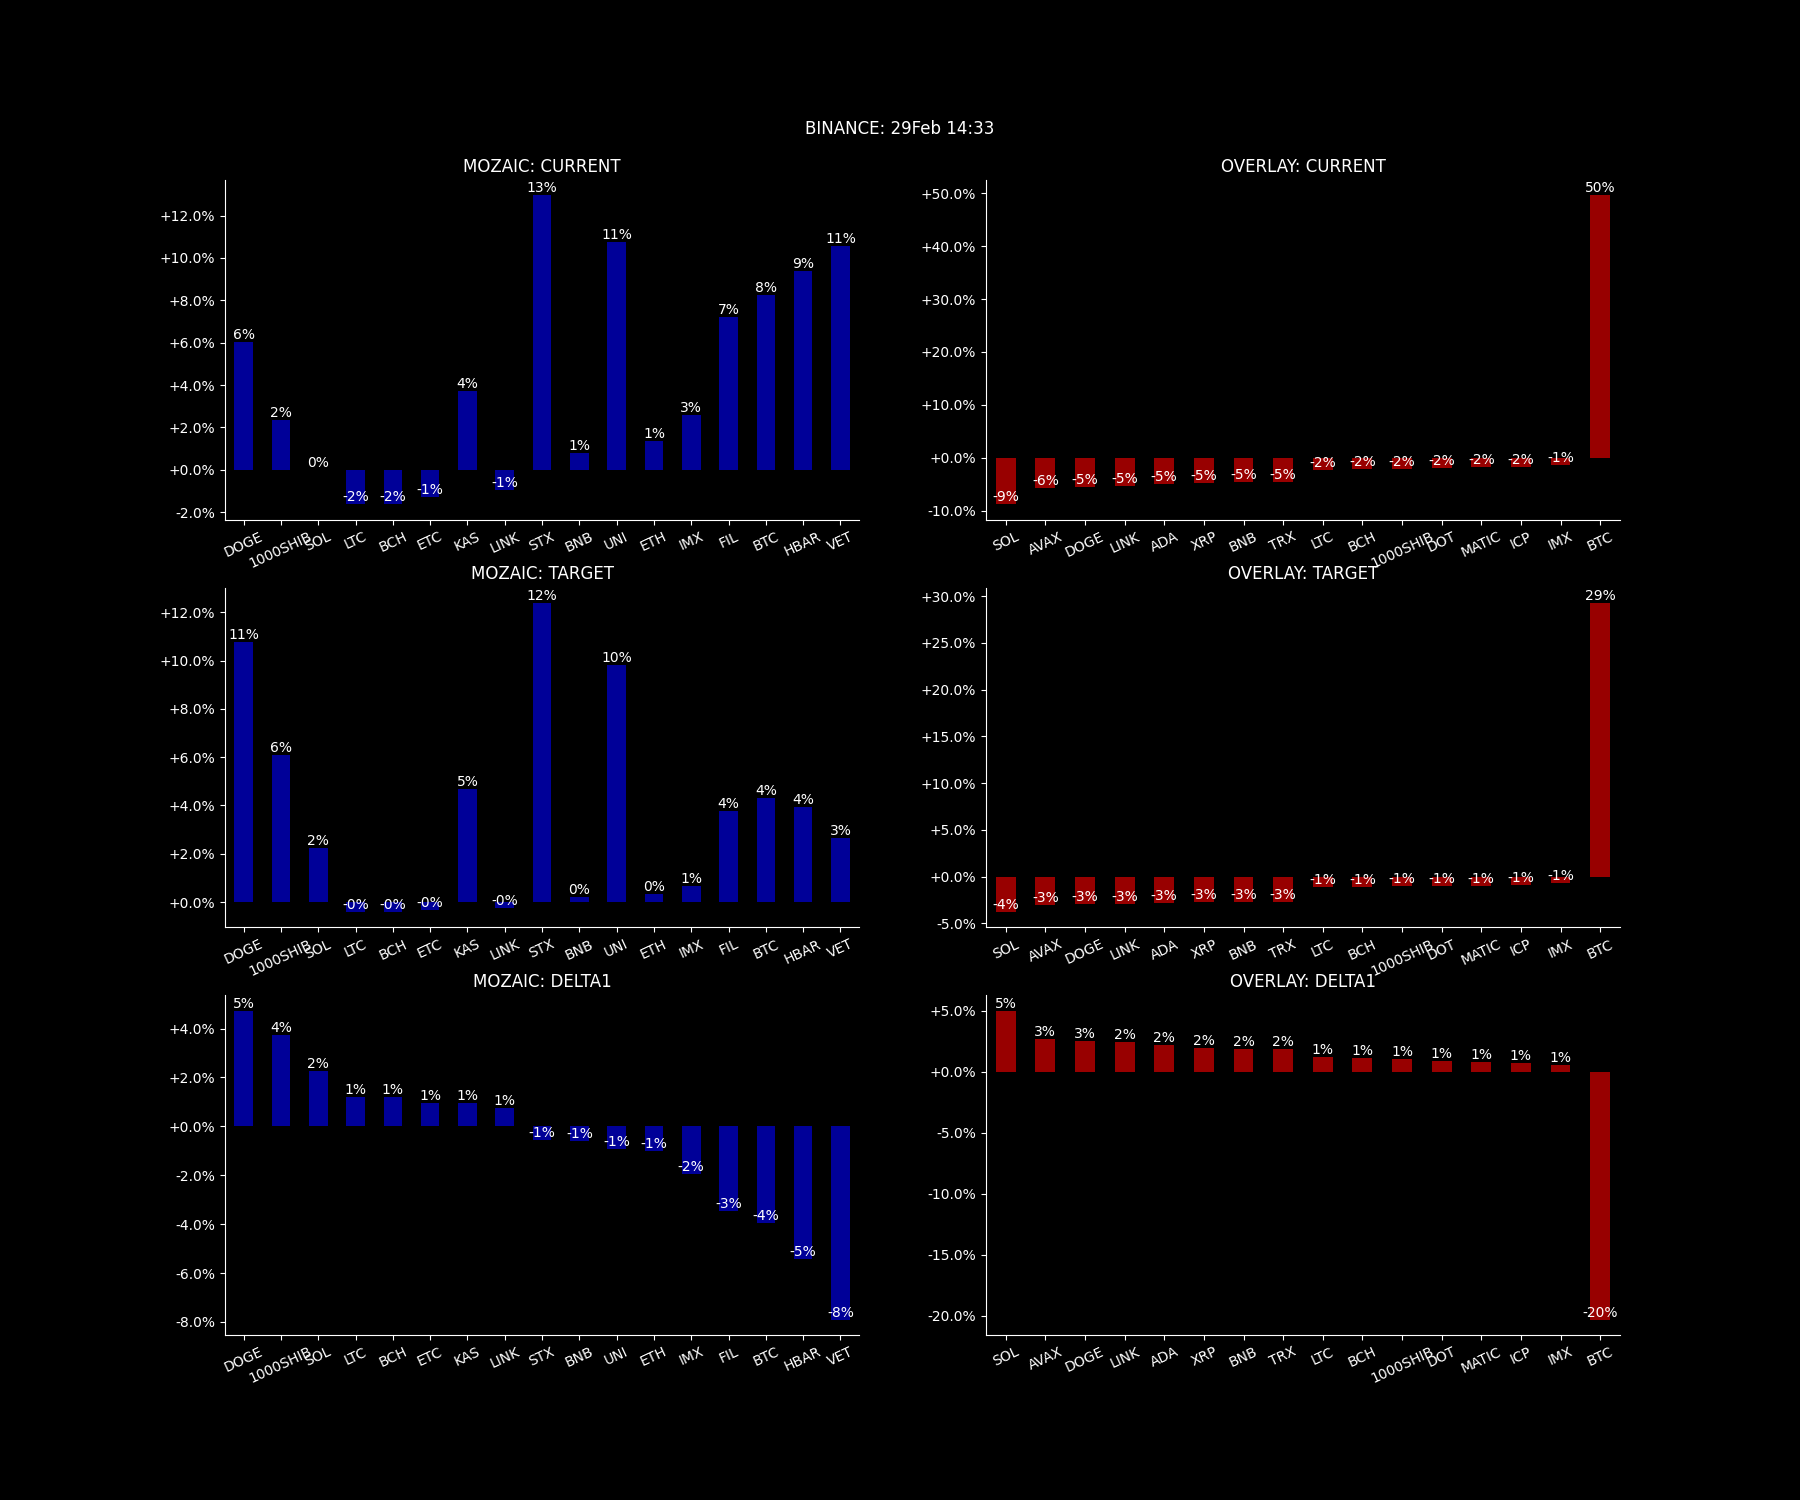 BINANCE: 29Feb 14:33
MOZAIC: CURRENT
+12.0%
+10.0%
+8.0%
+6.0%
+4.0%
+2.0%
+0.0%
-2.0%
6% 2% 0% -2% -2% -1% 4% -1% 13% 1% 11% 1% 3% 7% 8% 9% 11%
DOGE 1000SHIB SOL LTC BCH ETC KAS LINK STX BNB UNI ETH IMX FIL BTC HBAR VET
OVERLAY: CURRENT
+50.0%
+40.0%
+30.0%
+20.0%
+10.0%
+0.0%
-10.0%
-9% -6% -5% -5% -5% -5% -5% -5% -2% -2% -2% -2% -2% -2% -1% 50%
SOL AVAX DOGE LINK ADA XRP BNB TRX LTC BCH 1000SHIB DOT MATIC ICP IMX BTC
MOZAIC: TARGET
+12.0%
+10.0%
+8.0%
+6.0%
+4.0%
+2.0%
+0.0%
11% 6% 2% -0% -0% -0% 5% -0% 12% 0% 10% 0% 1% 4% 4% 4% 3%
DOGE 1000SHIB SOL LTC BCH ETC KAS LINK STX BNB UNI ETH IMX FIL BTC HBAR VET
OVERLAY: TARGET
+30.0%
+25.0%
+20.0%
+15.0%
+10.0%
+5.0%
+0.0%
-5.0%
-4% -3% -3% -3% -3% -3% -3% -3% -1% -1% -1% -1% -1% -1% -1% 29%
SOL AVAX DOGE LINK ADA XRP BNB TRX LTC BCH 1000SHIB DOT MATIC ICP IMX BTC
MOZAIC: DELTA1
+4.0%
+2.0%
+0.0%
-2.0%
-4.0%
-6.0%
-8.0%
5% 4% 2% 1% 1% 1% 1% 1% -1% -1% -1% -1% -2% -3% -4% -5% -8%
DOGE 1000SHIB SOL LTC BCH ETC KAS LINK STX BNB UNI ETH IMX FIL BTC HBAR VET
OVERLAY: DELTA1
+5.0%
+0.0%
-5.0%
-10.0%
-15.0%
-20.0%
5% 3% 3% 2% 2% 2% 2% 2% 1% 1% 1% 1% 1% 1% 1% -20%
SOL AVAX DOGE LINK ADA XRP BNB TRX LTC BCH 1000SHIB DOT MATIC ICP IMX BTC